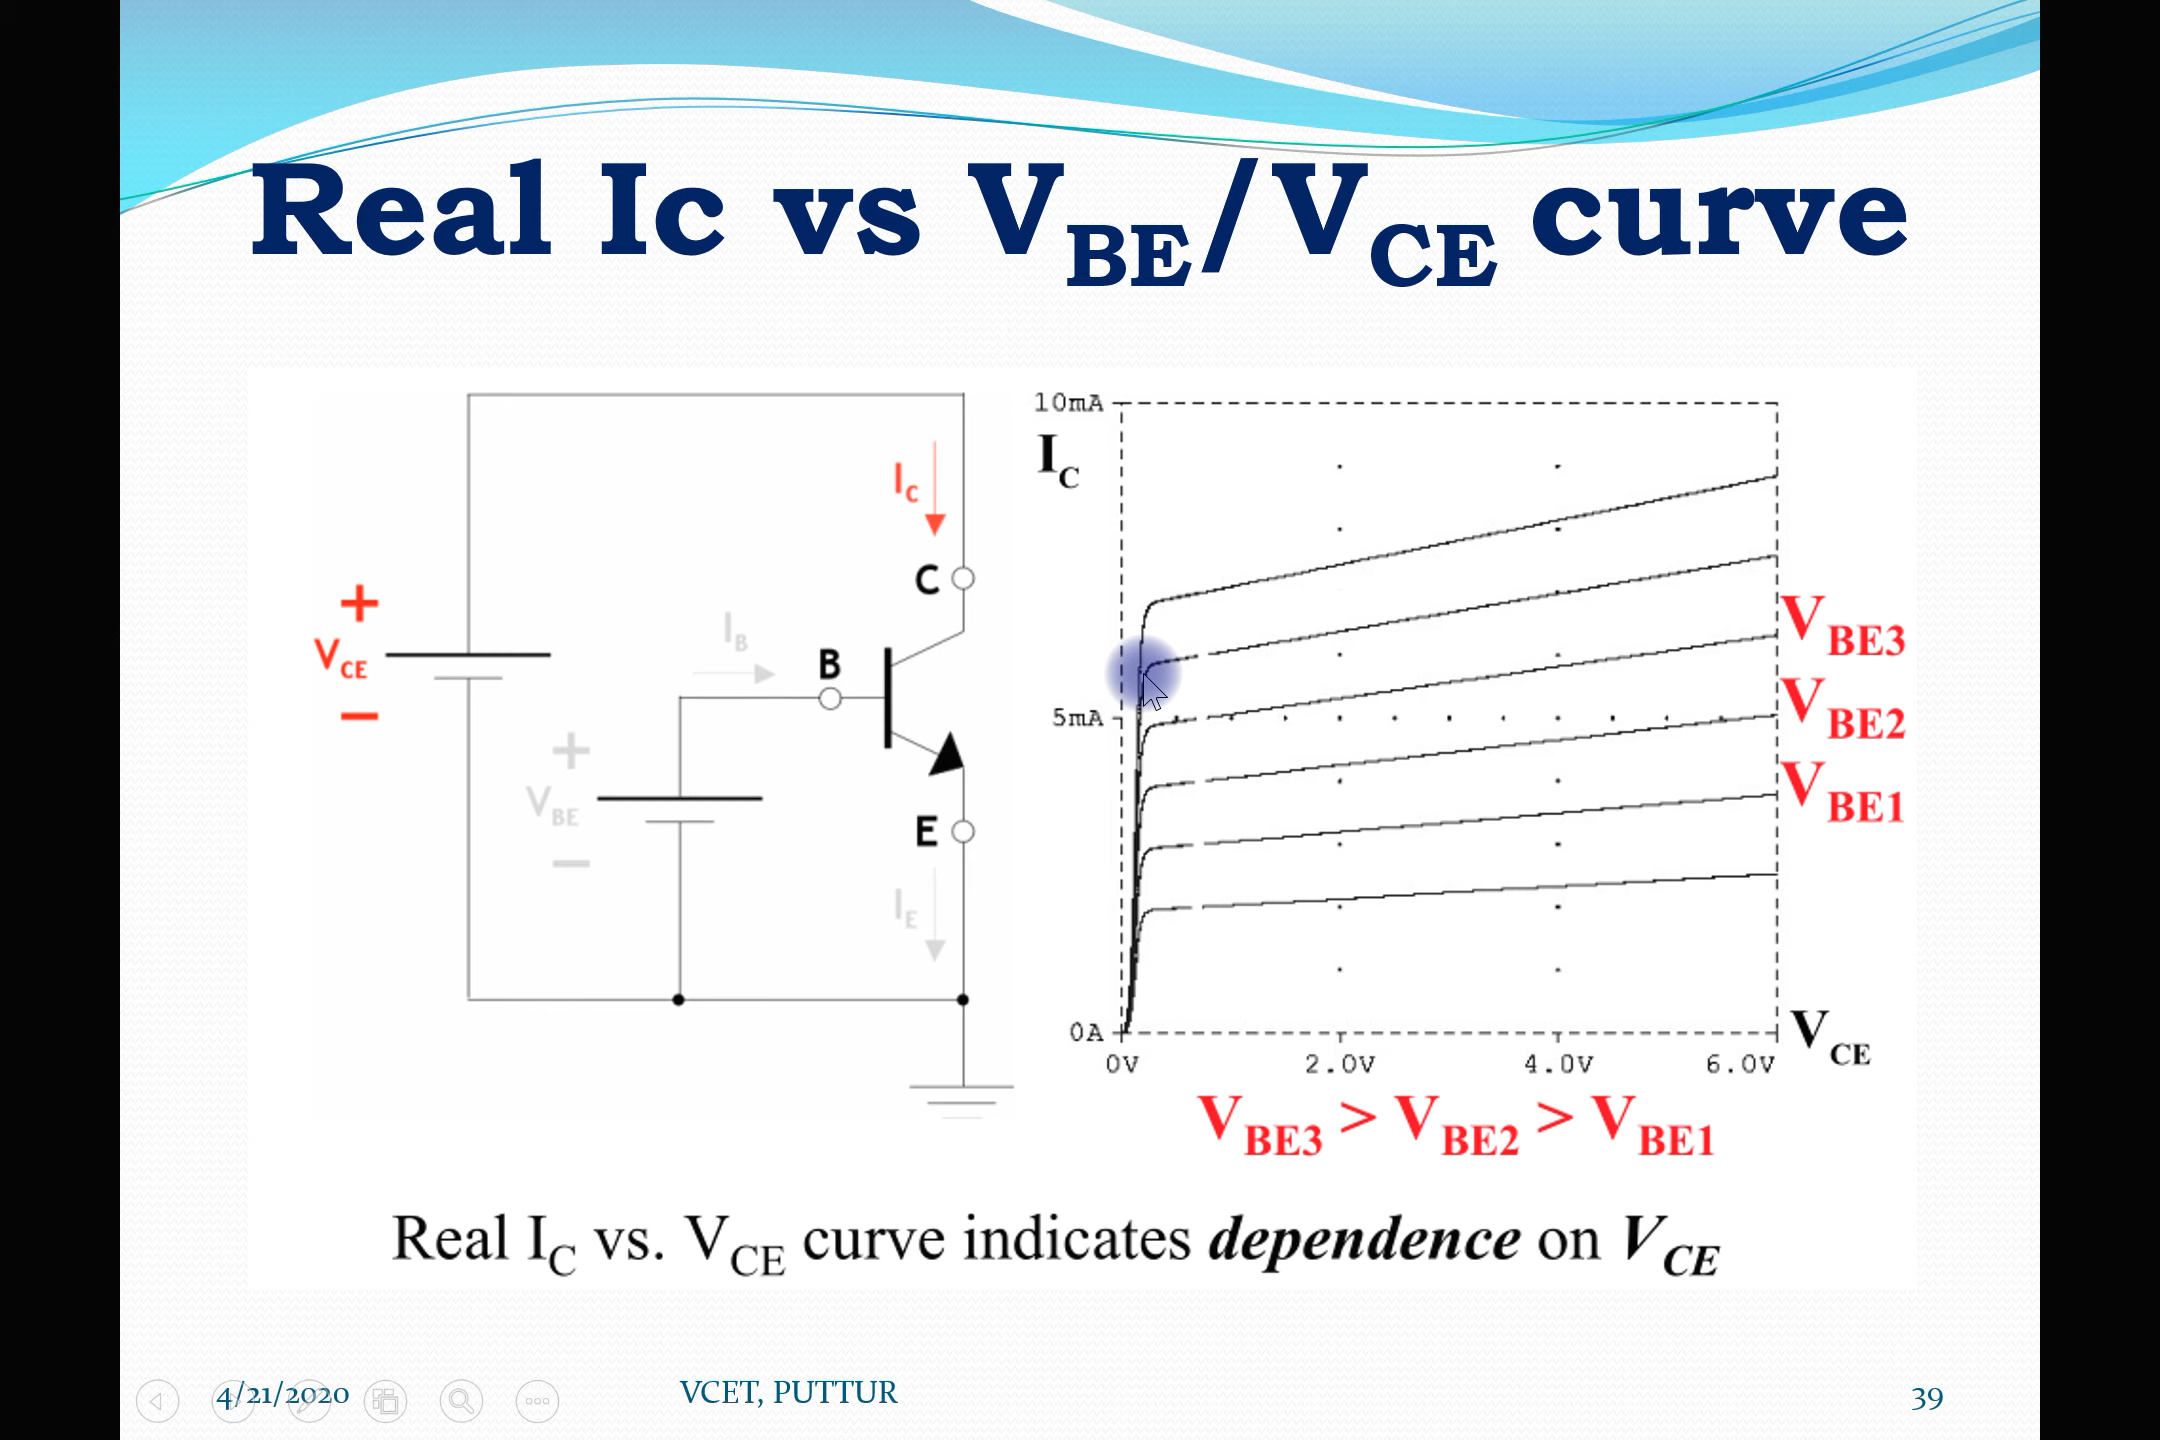 Real Ic vs VBE/VCE curve
10mA
IC
IC
C
+
VCE
−
IB
B
VBE3
+
VBE
−
5mA
VBE2
VBE1
E
IE
0A
VCE
0V 2.0V 4.0V 6.0V
VBE3 > VBE2 > VBE1
Real IC vs. VCE curve indicates dependence on VCE
4/21/2020 VCET, PUTTUR 39